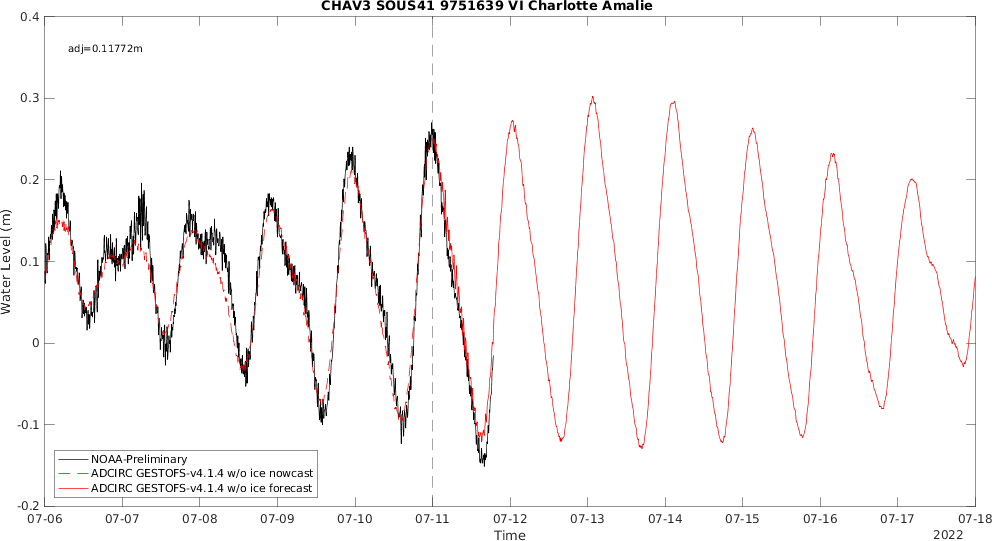 CHAV3 SOUS41 9751639 VI Charlotte Amalie
adj=0.11772m
0.4
0.3
0.2
0.1
0
-0.1
-0.2
Water Level (m)
NOAA-Preliminary
ADCIRC GESTOFS-v4.1.4 w/o ice nowcast
ADCIRC GESTOFS-v4.1.4 w/o ice forecast
07-06 07-07 07-08 07-09 07-10 07-11 07-12 07-13 07-14 07-15 07-16 07-17 07-18
Time
2022